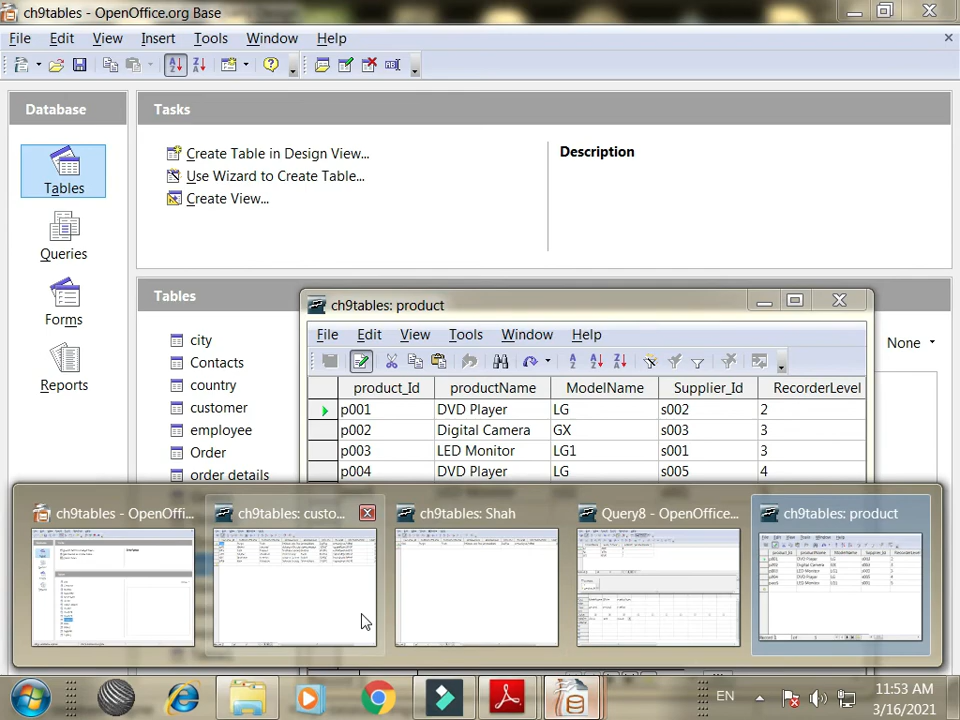 ch9tables - OpenOffice.org Base
File Edit View Insert Tools Window Help
Database
Tables
Queries
Forms
Reports
Tasks
Create Table in Design View...
Use Wizard to Create Table...
Create View...
Description
Tables
None
city
Contacts
country
customer
employee
Order
order details
ch9tables: product
File Edit View Tools Window Help
product_Id productName ModelName Supplier_Id RecorderLevel
p001 DVD Player LG s002 2
p002 Digital Camera GX s003 3
p003 LED Monitor LG1 s001 3
p004 DVD Player LG s005 4
ch9tables - OpenOffi... ch9tables: custo... ch9tables: Shah Query8 - OpenOffice... ch9tables: product
EN
11:53 AM
3/16/2021